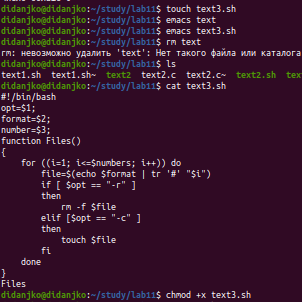 didanjko@didanjko:~/study/lab11$ touch text3.sh
didanjko@didanjko:~/study/lab11$ emacs text
didanjko@didanjko:~/study/lab11$ emacs text
didanjko@didanjko:~/study/lab11$ rm text
rm: невозможно удалить 'text': Нет такого файла или каталога
didanjko@didanjko:~/study/lab11$ ls
text1.sh text1.sh~ text2 text2.c text2.c~ text2.sh tex
didanjko@didanjko:~/study/lab11$ cat text3.sh
#!/bin/bash
opt=$1;
format=$2;
number=$3;
function Files()
{
    for ((i=1; i<=$numbers; i++)) do
        file=$(echo $format | tr '#' "$i")
        if [ $opt == "-r" ]
        then
            rm -f $file
        elif [$opt == "-c" ]
        then
            touch $file
        fi
    done
}
Files
didanjko@didanjko:~/study/lab11$ chmod +x text3.sh